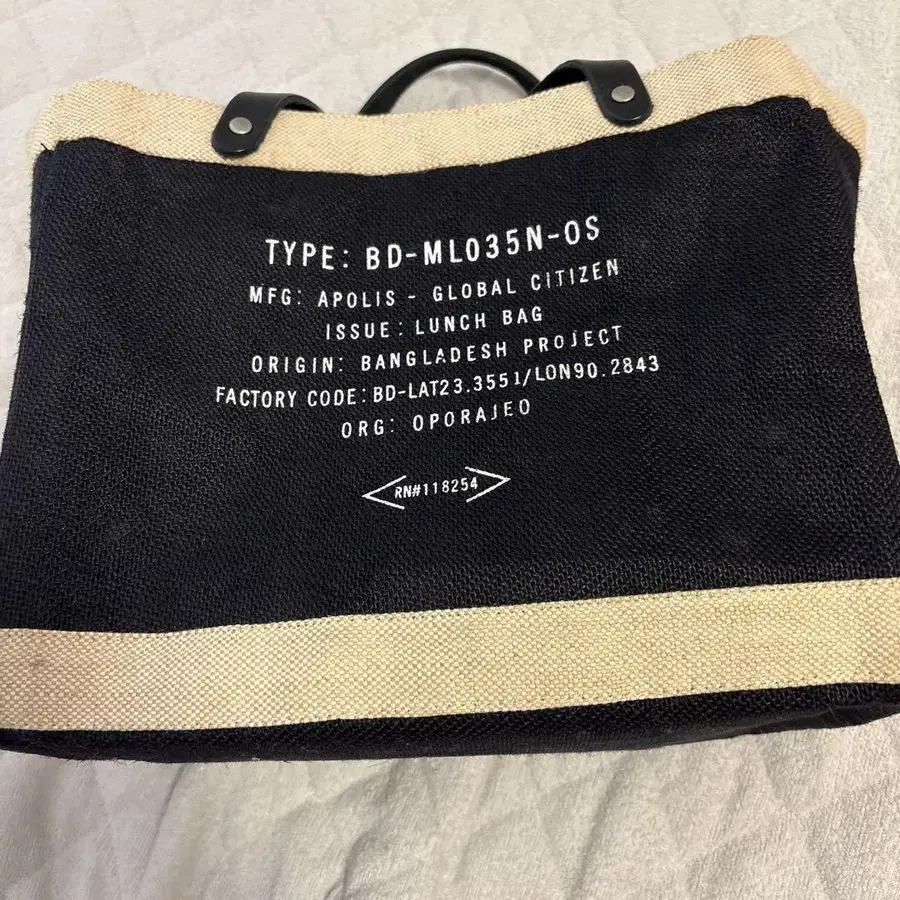 TYPE: BD-ML035N-OS
MFG: APOLIS - GLOBAL CITIZEN
ISSUE: LUNCH BAG
ORIGIN: BANGLADESH PROJECT
FACTORY CODE: BD-LAT23.3551/LON90.2843
ORG: OPORAJEO
RN#118254